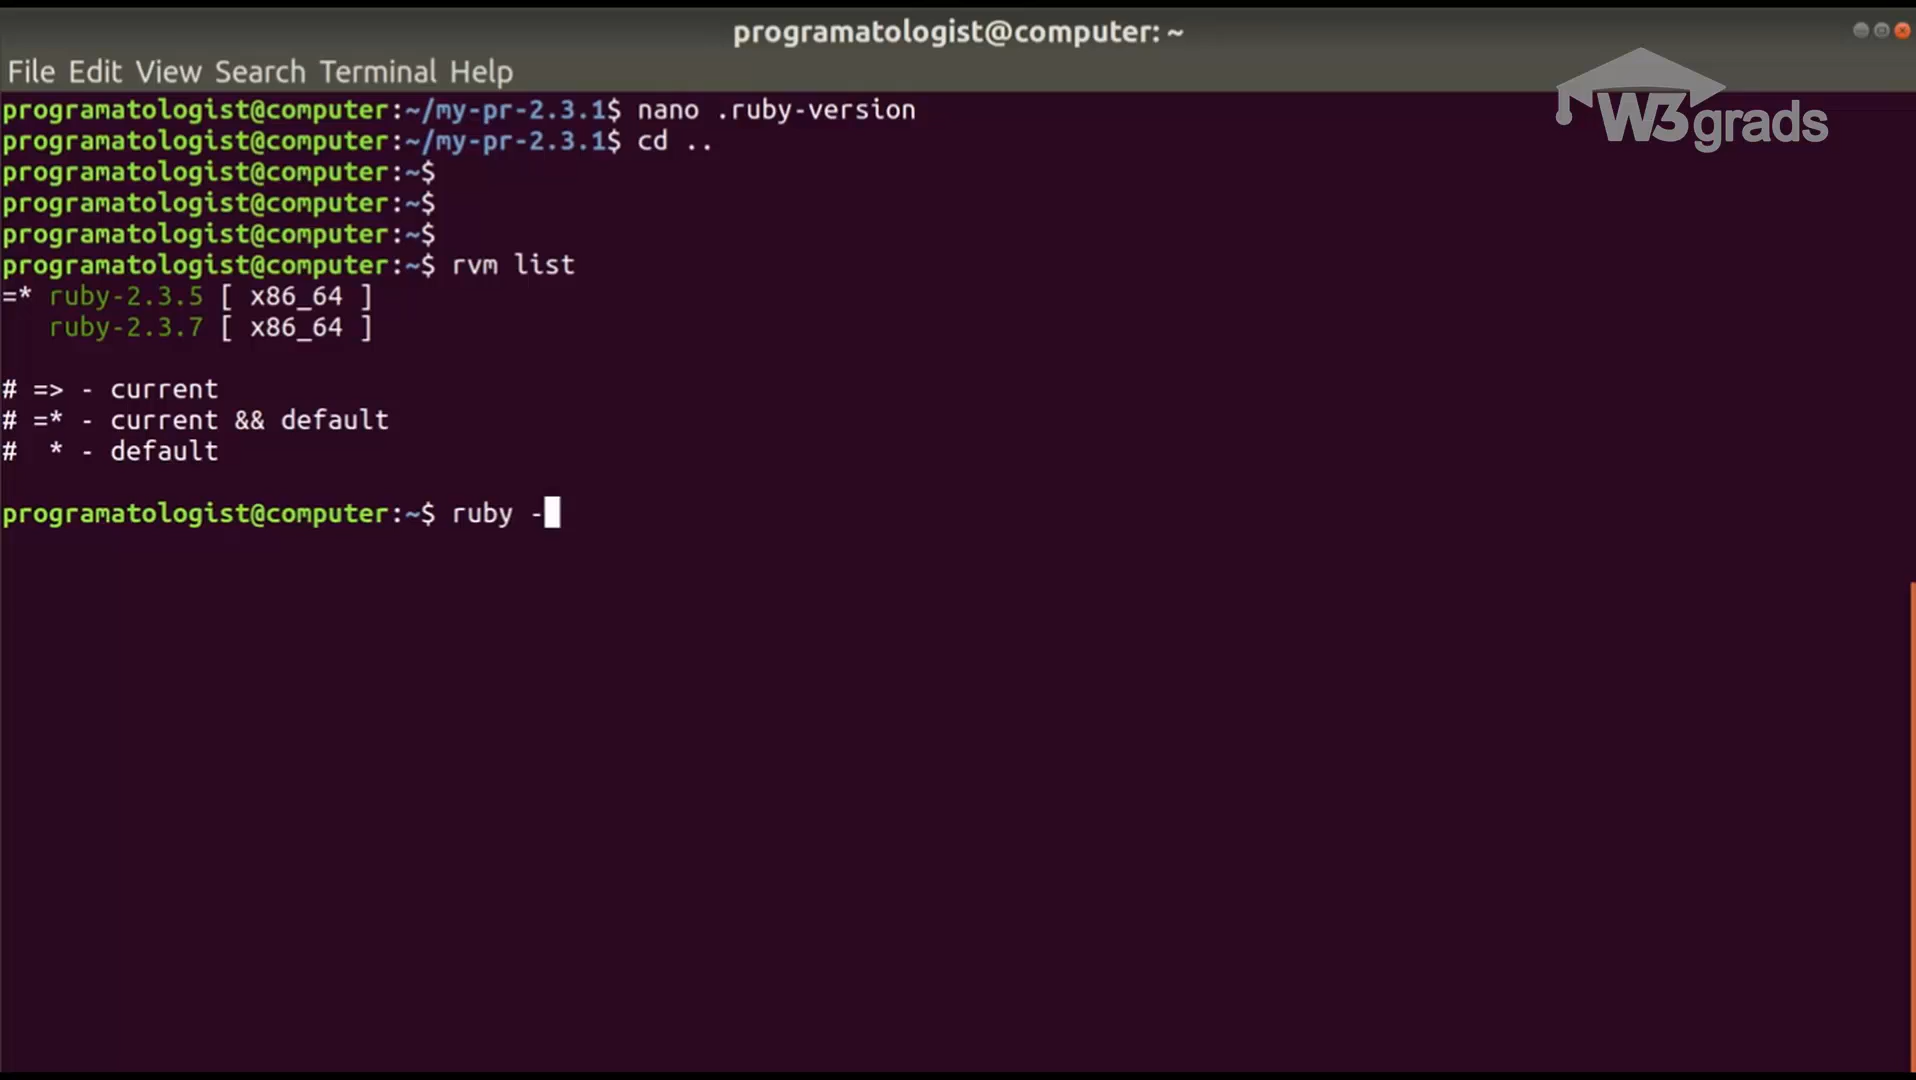 programatologist@computer: ~
File Edit View Search Terminal Help
W3grads
programatologist@computer:~/my-pr-2.3.1$ nano .ruby-version
programatologist@computer:~/my-pr-2.3.1$ cd ..
programatologist@computer:~$
programatologist@computer:~$
programatologist@computer:~$
programatologist@computer:~$ rvm list
=* ruby-2.3.5 [ x86_64 ]
   ruby-2.3.7 [ x86_64 ]
# => - current
# =* - current && default
#  * - default
programatologist@computer:~$ ruby -